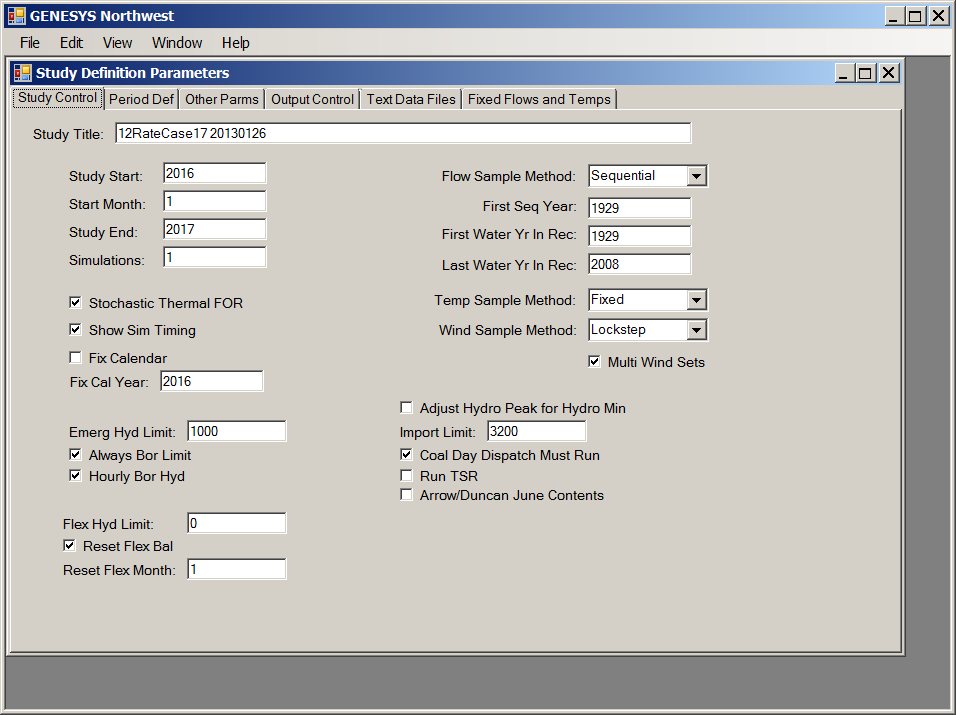 GENESYS Northwest
File Edit View Window Help
Study Definition Parameters
Study Control Period Def Other Parms Output Control Text Data Files Fixed Flows and Temps
Study Title: 12RateCase17 20130126
Study Start: 2016
Start Month: 1
Study End: 2017
Simulations: 1
Stochastic Thermal FOR
Show Sim Timing
Fix Calendar
Fix Cal Year: 2016
Emerg Hyd Limit: 1000
Always Bor Limit
Hourly Bor Hyd
Flex Hyd Limit: 0
Reset Flex Bal
Reset Flex Month: 1
Flow Sample Method: Sequential
First Seq Year: 1929
First Water Yr In Rec: 1929
Last Water Yr In Rec: 2008
Temp Sample Method: Fixed
Wind Sample Method: Lockstep
Multi Wind Sets
Adjust Hydro Peak for Hydro Min
Import Limit: 3200
Coal Day Dispatch Must Run
Run TSR
Arrow/Duncan June Contents